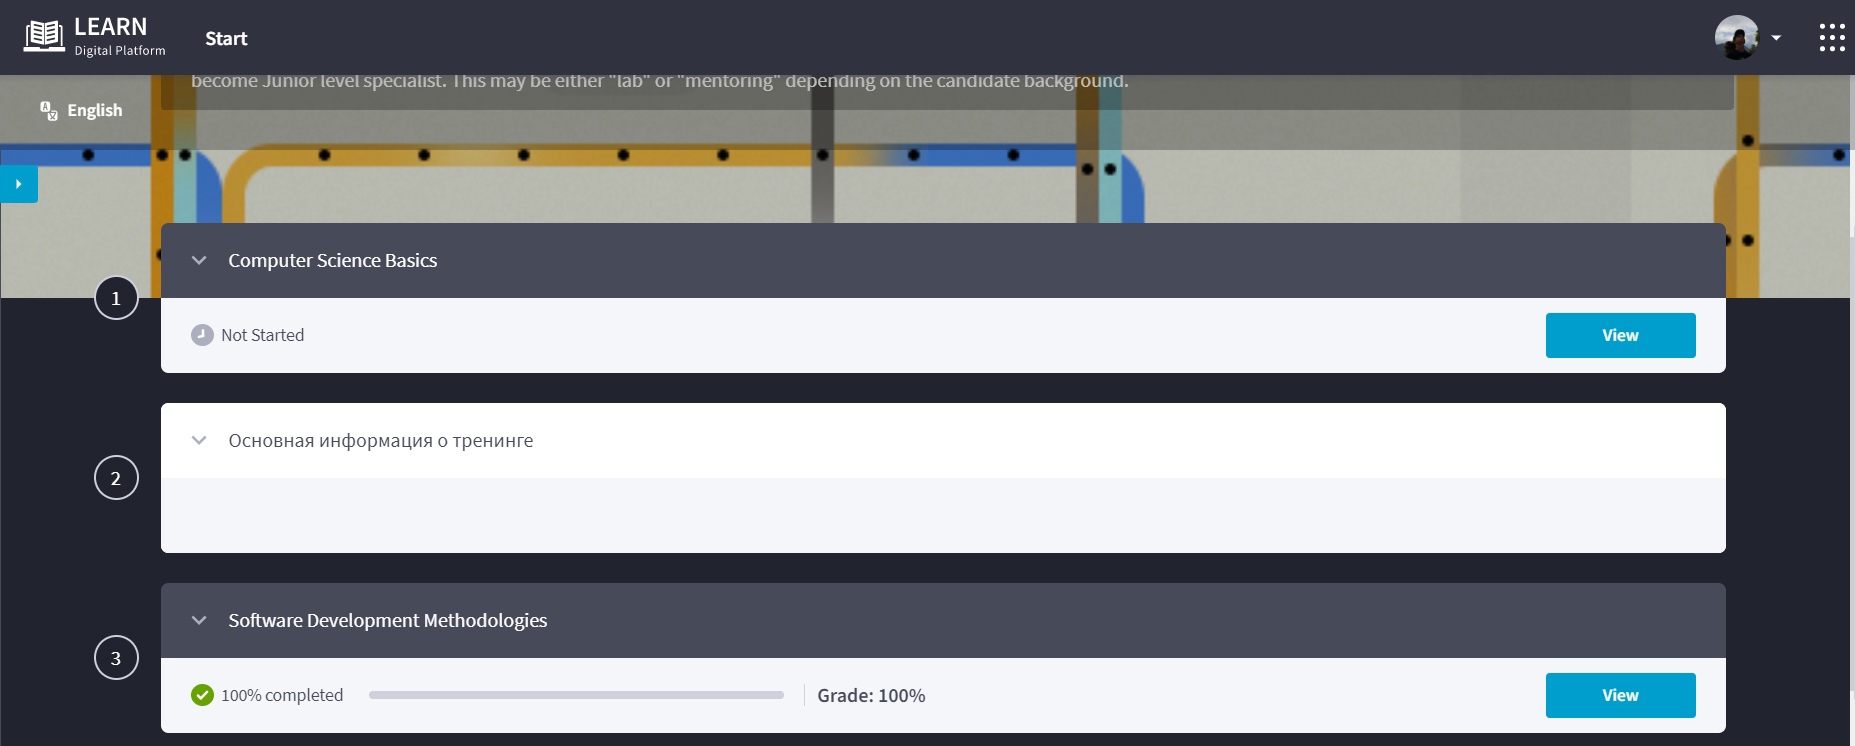 LEARN
Digital Platform
Start
become Junior level specialist. This may be either "lab" or "mentoring" depending on the candidate background.
English
1
Computer Science Basics
Not Started
View
2
Основная информация о тренинге
3
Software Development Methodologies
100% completed
Grade: 100%
View